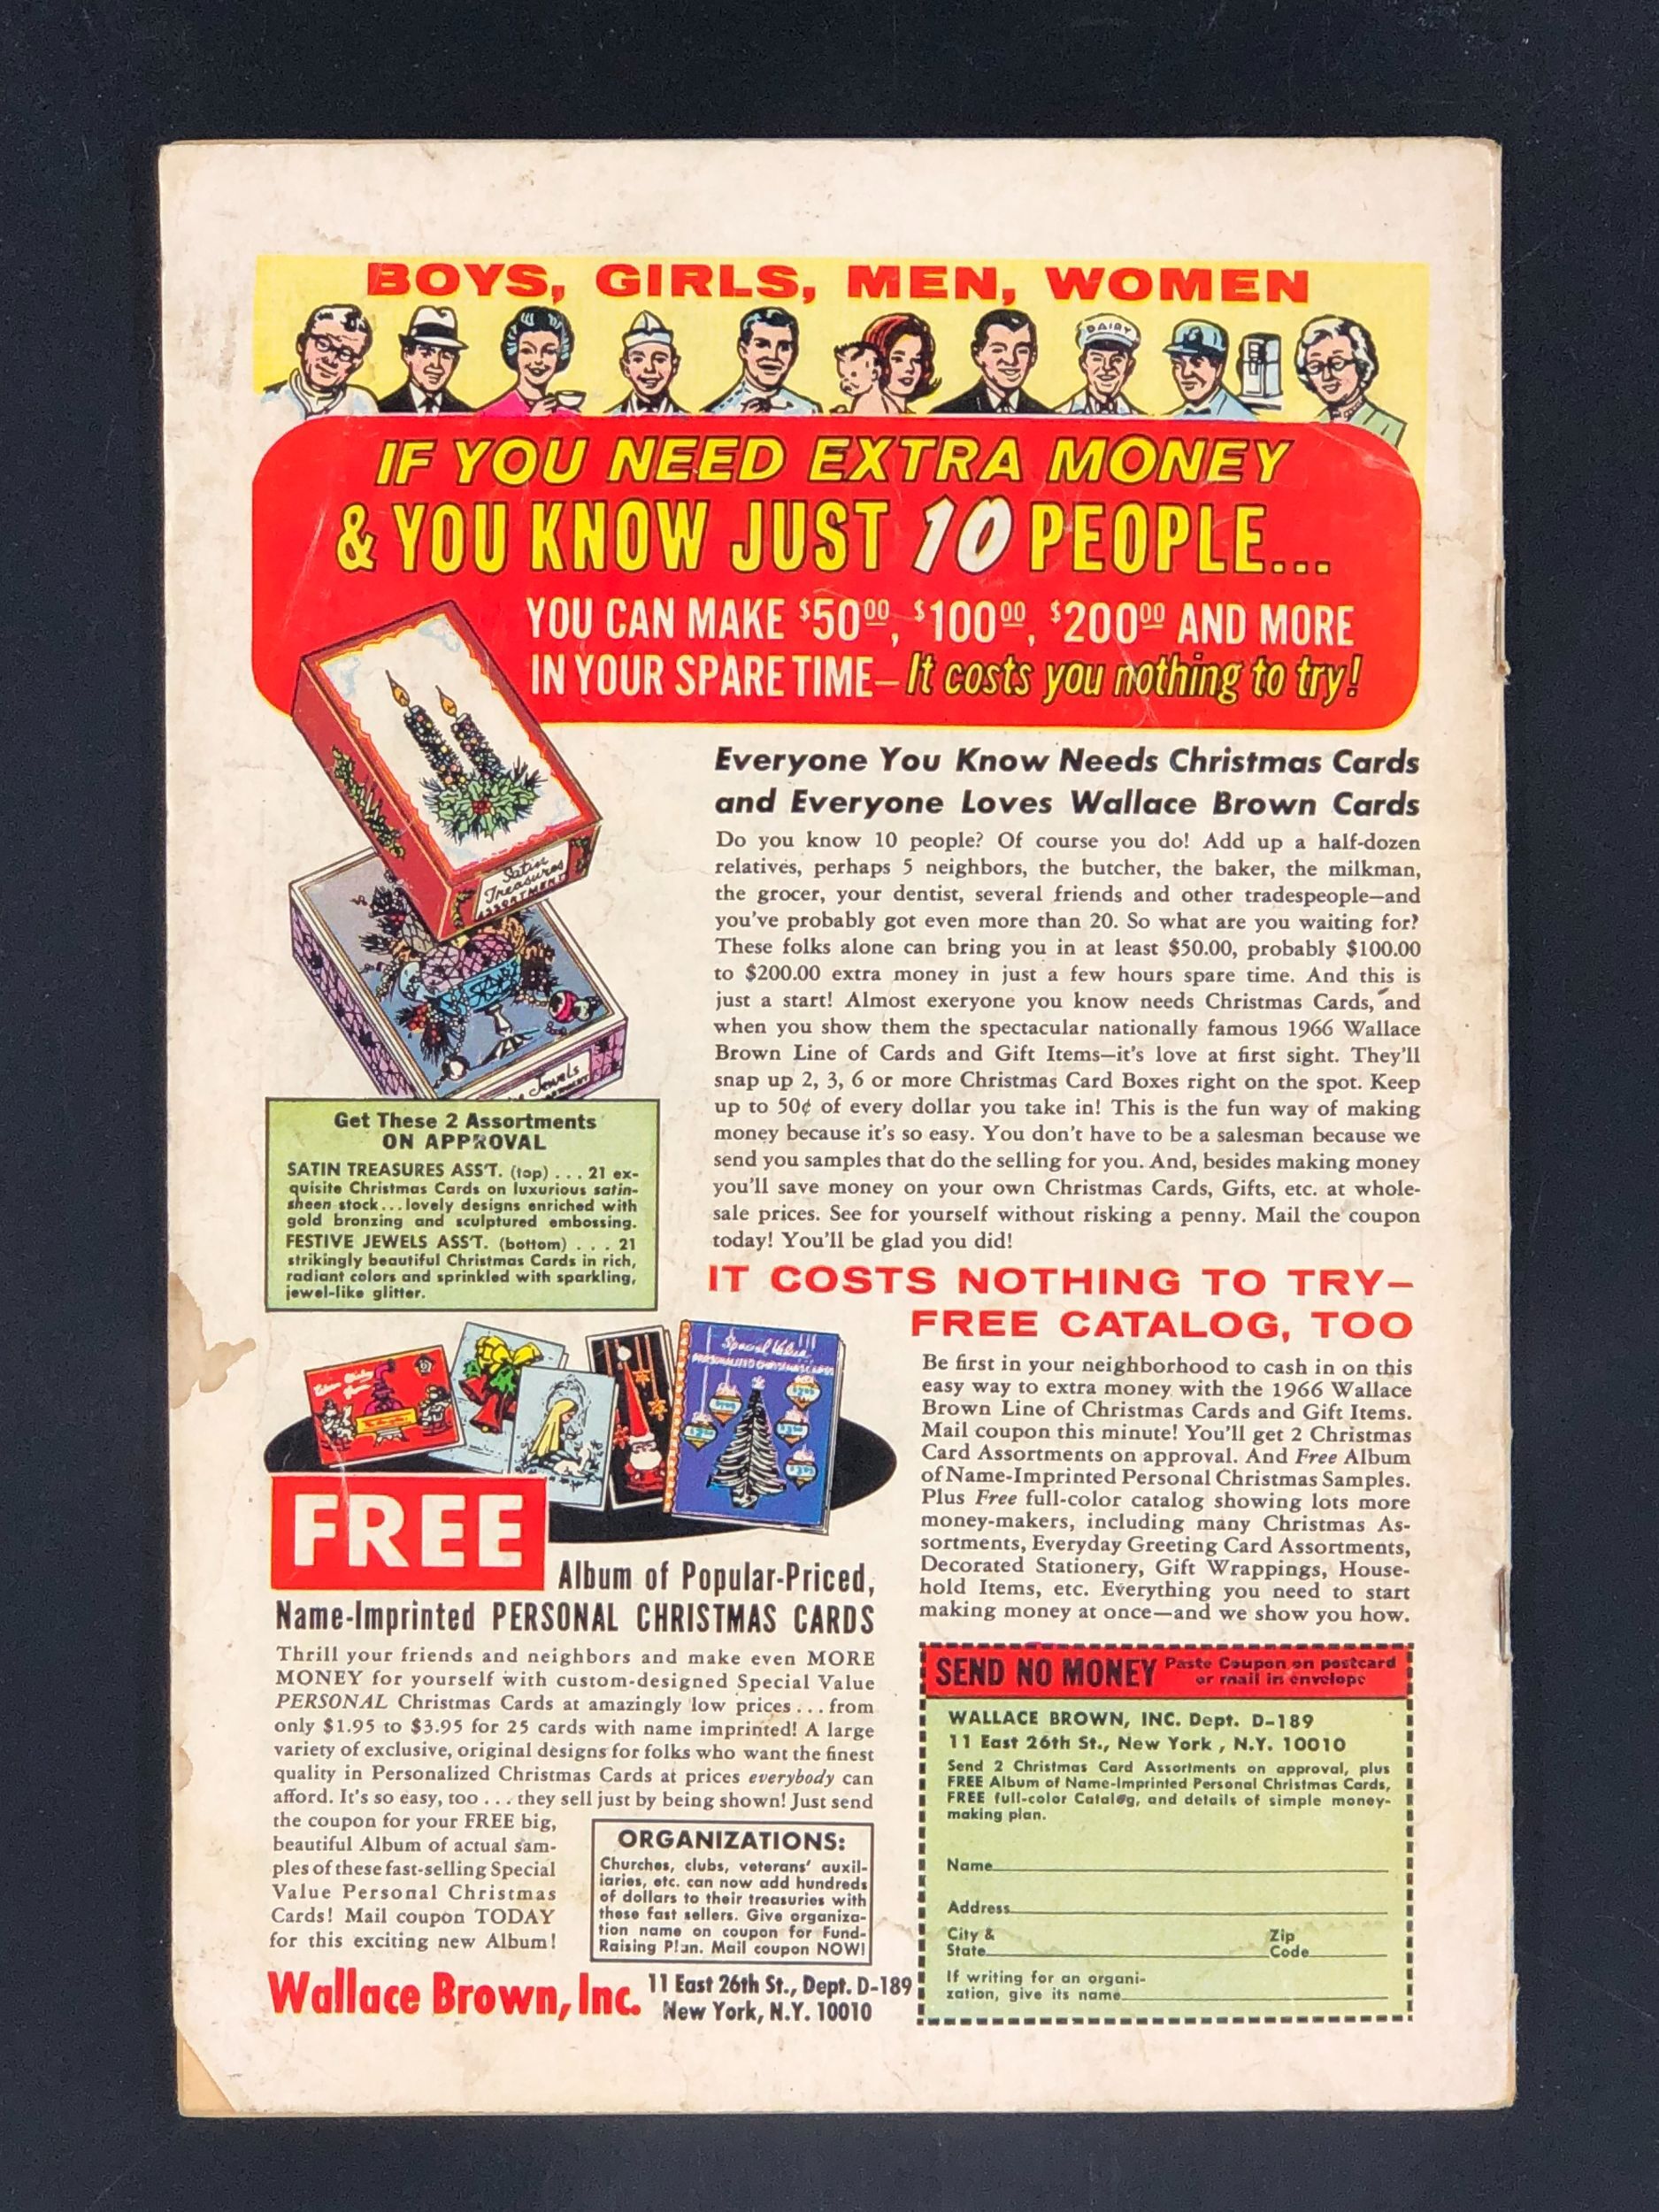 BOYS, GIRLS, MEN, WOMEN
DAIRY
IF YOU NEED EXTRA MONEY
& YOU KNOW JUST 10 PEOPLE...
YOU CAN MAKE $50.00, $100.00, $200.00 AND MORE
IN YOUR SPARE TIME—It costs you nothing to try!
Satin
Treasures
ASSORTMENT
Jewels
Get These 2 Assortments
ON APPROVAL
SATIN TREASURES ASS'T. (top) . . . 21 ex-
quisite Christmas Cards on luxurious satin-
sheen stock...lovely designs enriched with
gold bronzing and sculptured embossing.
FESTIVE JEWELS ASS'T. (bottom) . . . 21
strikingly beautiful Christmas Cards in rich,
radiant colors and sprinkled with sparkling,
jewel-like glitter.
Everyone You Know Needs Christmas Cards
and Everyone Loves Wallace Brown Cards
Do you know 10 people? Of course you do! Add up a half-dozen
relatives, perhaps 5 neighbors, the butcher, the baker, the milkman,
the grocer, your dentist, several friends and other tradespeople—and
you've probably got even more than 20. So what are you waiting for?
These folks alone can bring you in at least $50.00, probably $100.00
to $200.00 extra money in just a few hours spare time. And this is
just a start! Almost exeryone you know needs Christmas Cards, and
when you show them the spectacular nationally famous 1966 Wallace
Brown Line of Cards and Gift Items—it's love at first sight. They'll
snap up 2, 3, 6 or more Christmas Card Boxes right on the spot. Keep
up to 50¢ of every dollar you take in! This is the fun way of making
money because it's so easy. You don't have to be a salesman because we
send you samples that do the selling for you. And, besides making money
you'll save money on your own Christmas Cards, Gifts, etc. at whole-
sale prices. See for yourself without risking a penny. Mail the coupon
today! You'll be glad you did!
IT COSTS NOTHING TO TRY—
FREE CATALOG, TOO
Be first in your neighborhood to cash in on this
easy way to extra money with the 1966 Wallace
Brown Line of Christmas Cards and Gift Items.
Mail coupon this minute! You'll get 2 Christmas
Card Assortments on approval. And Free Album
of Name-Imprinted Personal Christmas Samples.
Plus Free full-color catalog showing lots more
money-makers, including many Christmas As-
sortments, Everyday Greeting Card Assortments,
Decorated Stationery, Gift Wrappings, House-
hold Items, etc. Everything you need to start
making money at once—and we show you how.
Special Value!!!
PERSONALIZED CHRISTMAS CARDS
FREE
Album of Popular-Priced,
Name-Imprinted PERSONAL CHRISTMAS CARDS
Thrill your friends and neighbors and make even MORE
MONEY for yourself with custom-designed Special Value
PERSONAL Christmas Cards at amazingly low prices . . . from
only $1.95 to $3.95 for 25 cards with name imprinted! A large
variety of exclusive, original designs for folks who want the finest
quality in Personalized Christmas Cards at prices everybody can
afford. It's so easy, too . . . they sell just by being shown! Just send
the coupon for your FREE big,
beautiful Album of actual sam-
ples of these fast-selling Special
Value Personal Christmas
Cards! Mail coupon TODAY
for this exciting new Album!
ORGANIZATIONS:
Churches, clubs, veterans' auxil-
iaries, etc. can now add hundreds
of dollars to their treasuries with
these fast sellers. Give organiza-
tion name on coupon for Fund-
Raising Plan. Mail coupon NOW!
Wallace Brown, Inc. 11 East 26th St., Dept. D-189
New York, N.Y. 10010
SEND NO MONEY Paste Coupon on postcard
or mail in envelope
WALLACE BROWN, INC. Dept. D-189
11 East 26th St., New York , N.Y. 10010
Send 2 Christmas Card Assortments on approval, plus
FREE Album of Name-Imprinted Personal Christmas Cards,
FREE full-color Catalog, and details of simple money-
making plan.
Name
Address
City &
State
Zip
Code
If writing for an organi-
zation, give its name